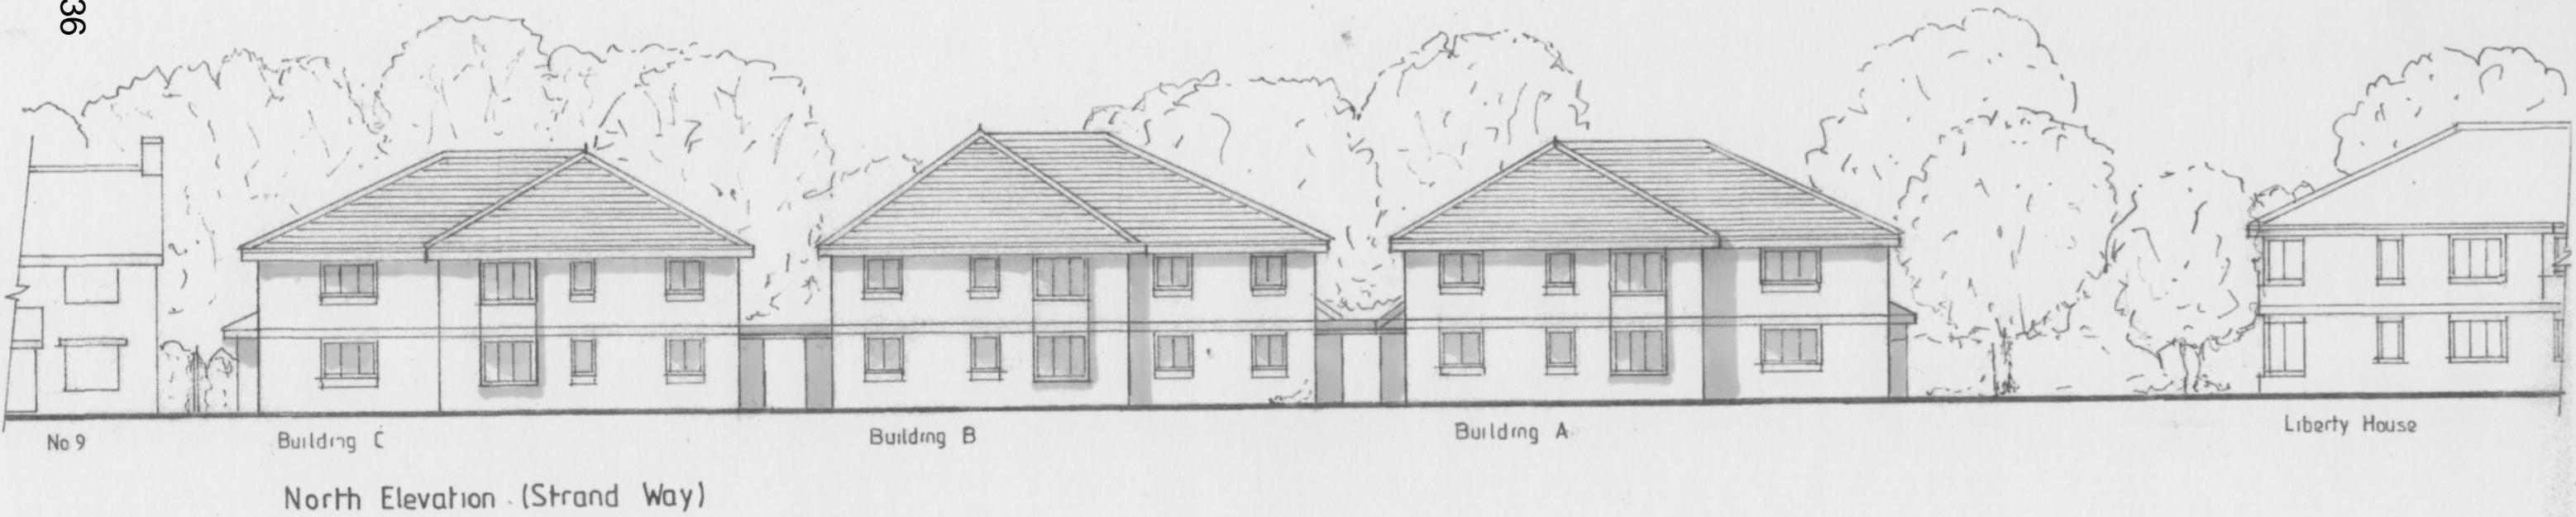 36
No 9
Building C
Building B
Building A
Liberty House
North Elevation (Strand Way)